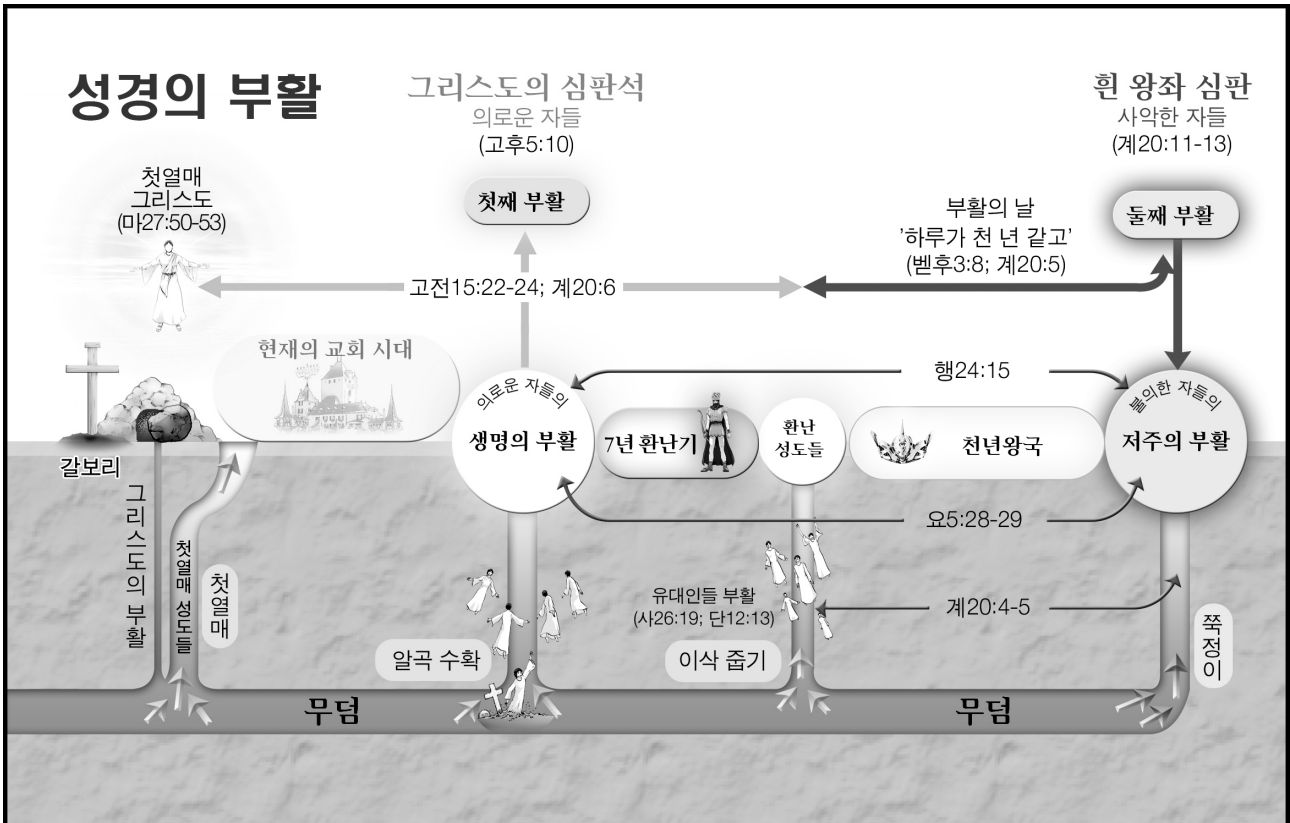 성경의 부활
그리스도의 심판석
의로운 자들
(고후5:10)
흰 왕좌 심판
사악한 자들
(계20:11-13)
첫열매
그리스도
(마27:50-53)
첫째 부활
부활의 날
'하루가 천 년 같고'
(벧후3:8; 계20:5)
둘째 부활
고전15:22-24; 계20:6
현재의 교회 시대
행24:15
의로운 자들의
생명의 부활
7년 환난기
환난
성도들
천년왕국
불의한 자들의
저주의 부활
갈보리
그리스도의 부활
첫열매 성도들
첫열매
요5:28-29
유대인들 부활
(사26:19; 단12:13)
계20:4-5
알곡 수확
이삭 줍기
쭉정이
무덤
무덤